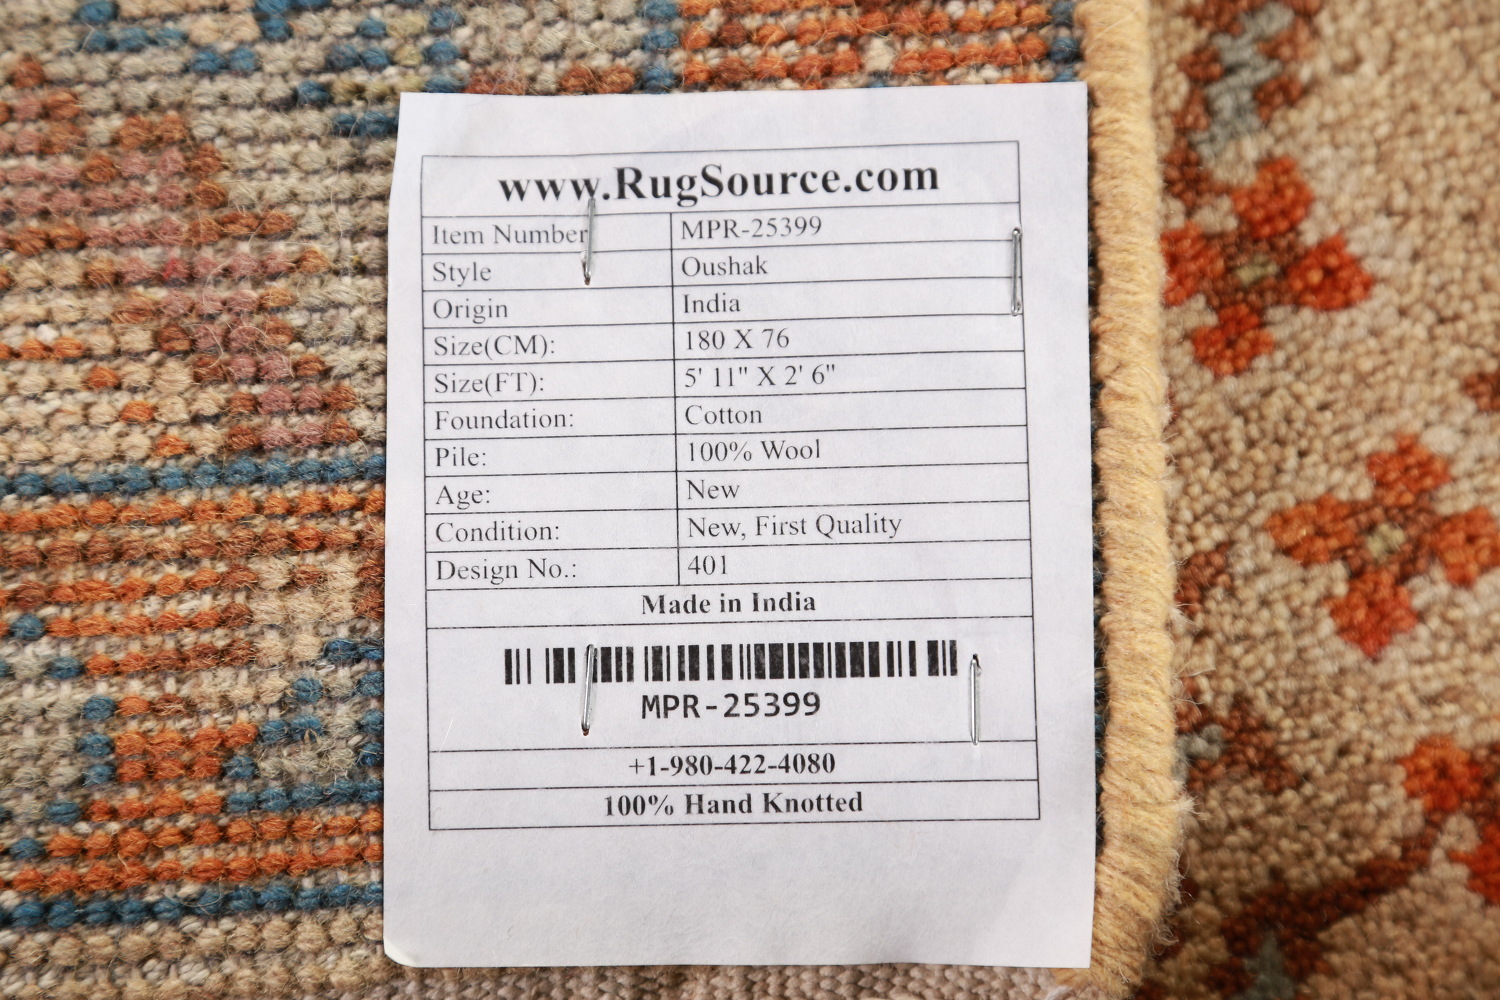 www.RugSource.com
Item Number MPR-25399
Style Oushak
Origin India
Size(CM): 180 X 76
Size(FT): 5' 11" X 2' 6"
Foundation: Cotton
Pile: 100% Wool
Age: New
Condition: New, First Quality
Design No.: 401
Made in India
MPR-25399
+1-980-422-4080
100% Hand Knotted